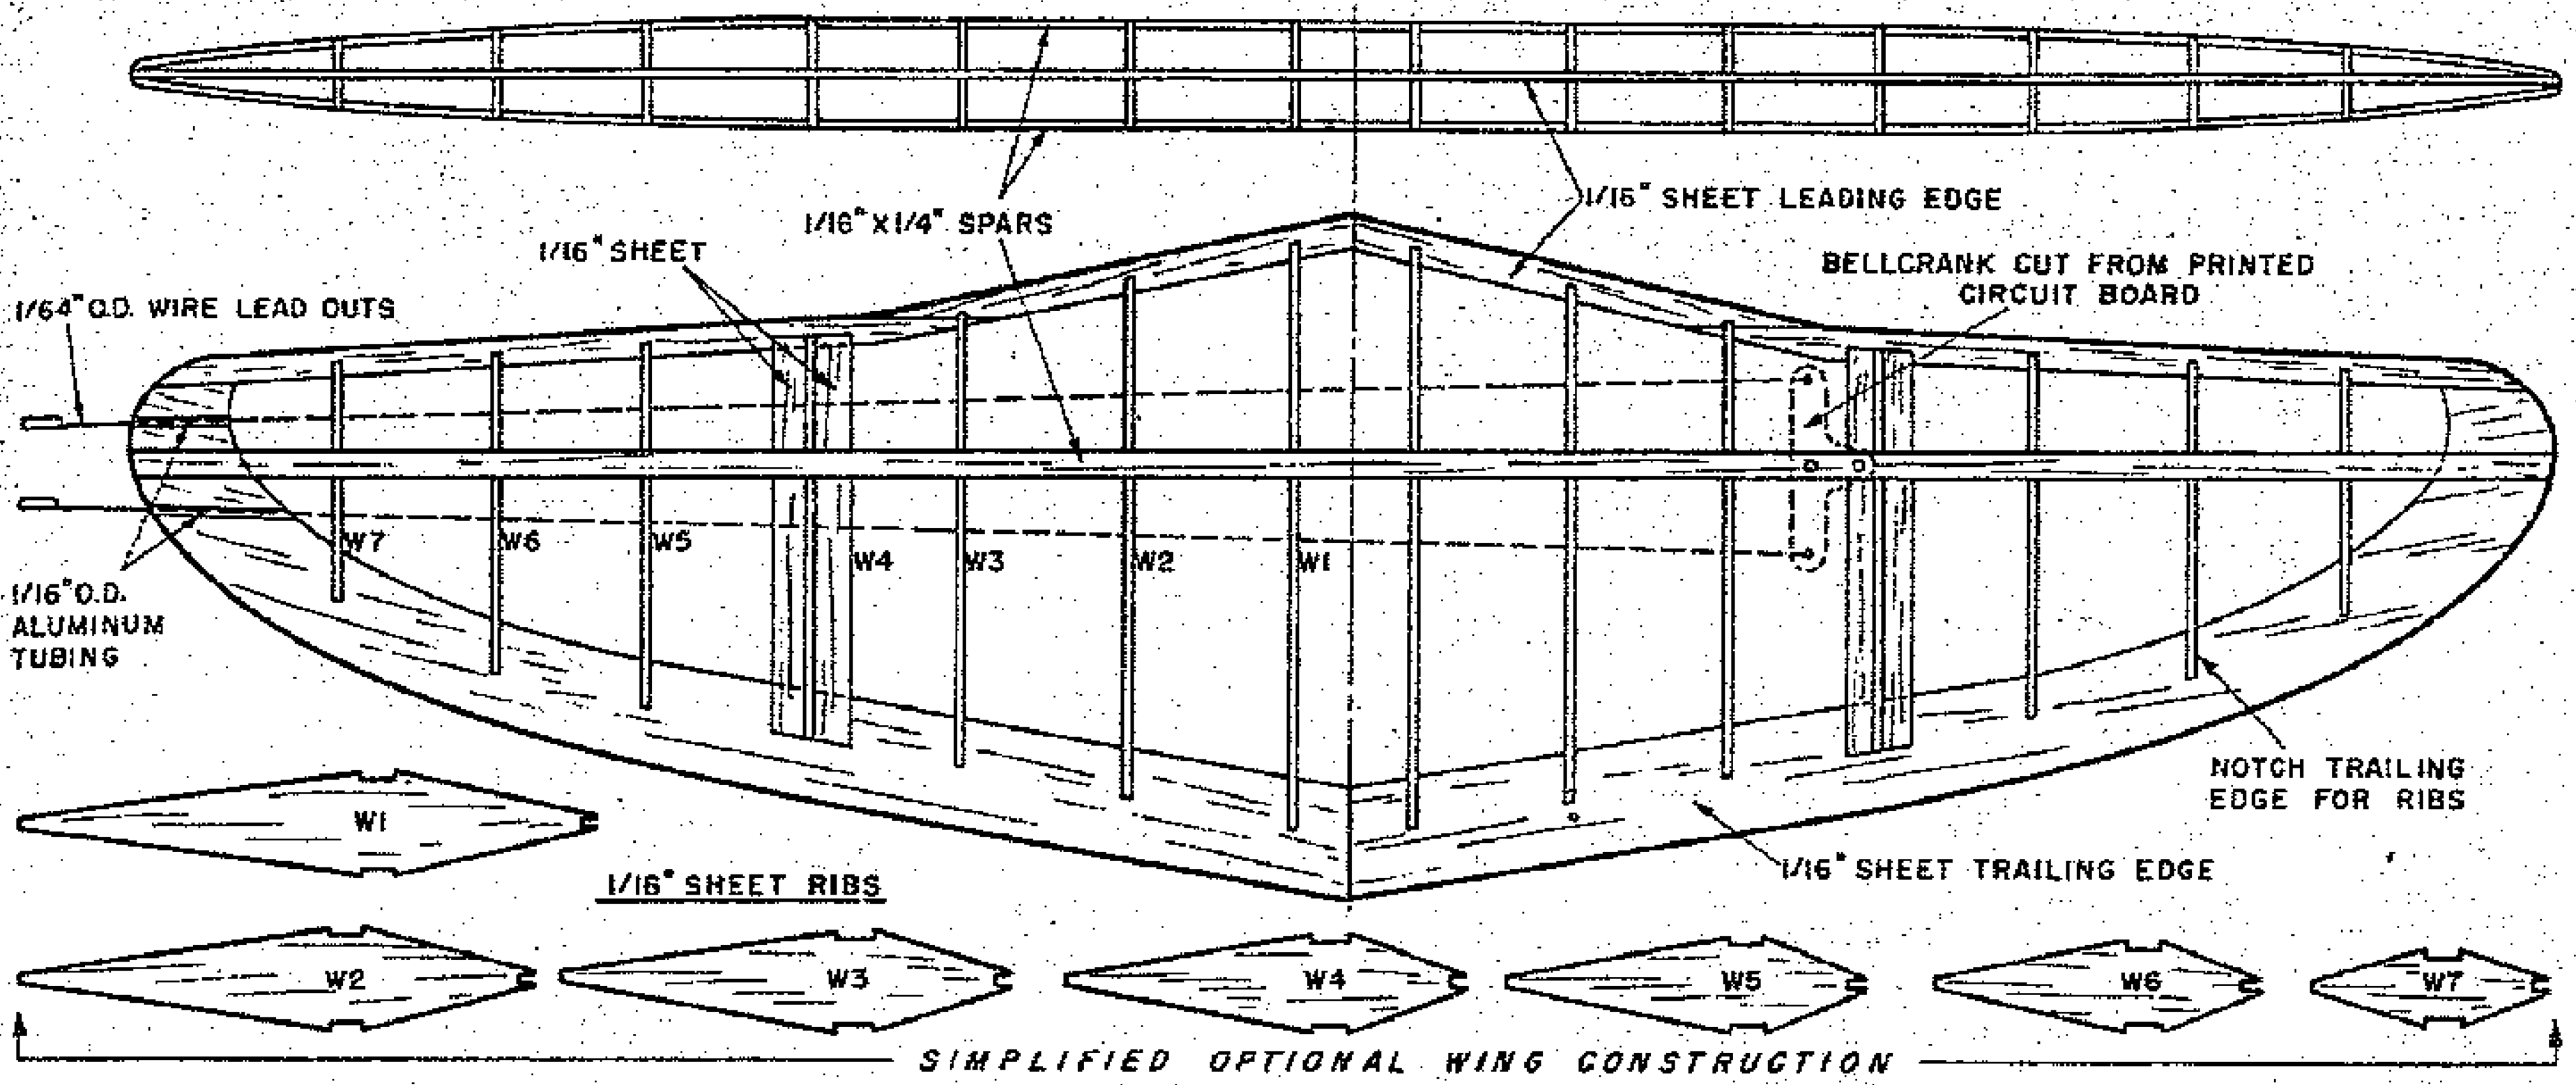 1/16" X 1/4" SPARS
1/16" SHEET LEADING EDGE
1/16" SHEET
BELLCRANK CUT FROM PRINTED
CIRCUIT BOARD
1/64" O.D. WIRE LEAD OUTS
W7
W6
W5
W4
W3
W2
W1
1/16" O.D.
ALUMINUM
TUBING
NOTCH TRAILING
EDGE FOR RIBS
W1
1/16" SHEET TRAILING EDGE
1/16" SHEET RIBS
W2
W3
W4
W5
W6
W7
SIMPLIFIED OPTIONAL WING CONSTRUCTION